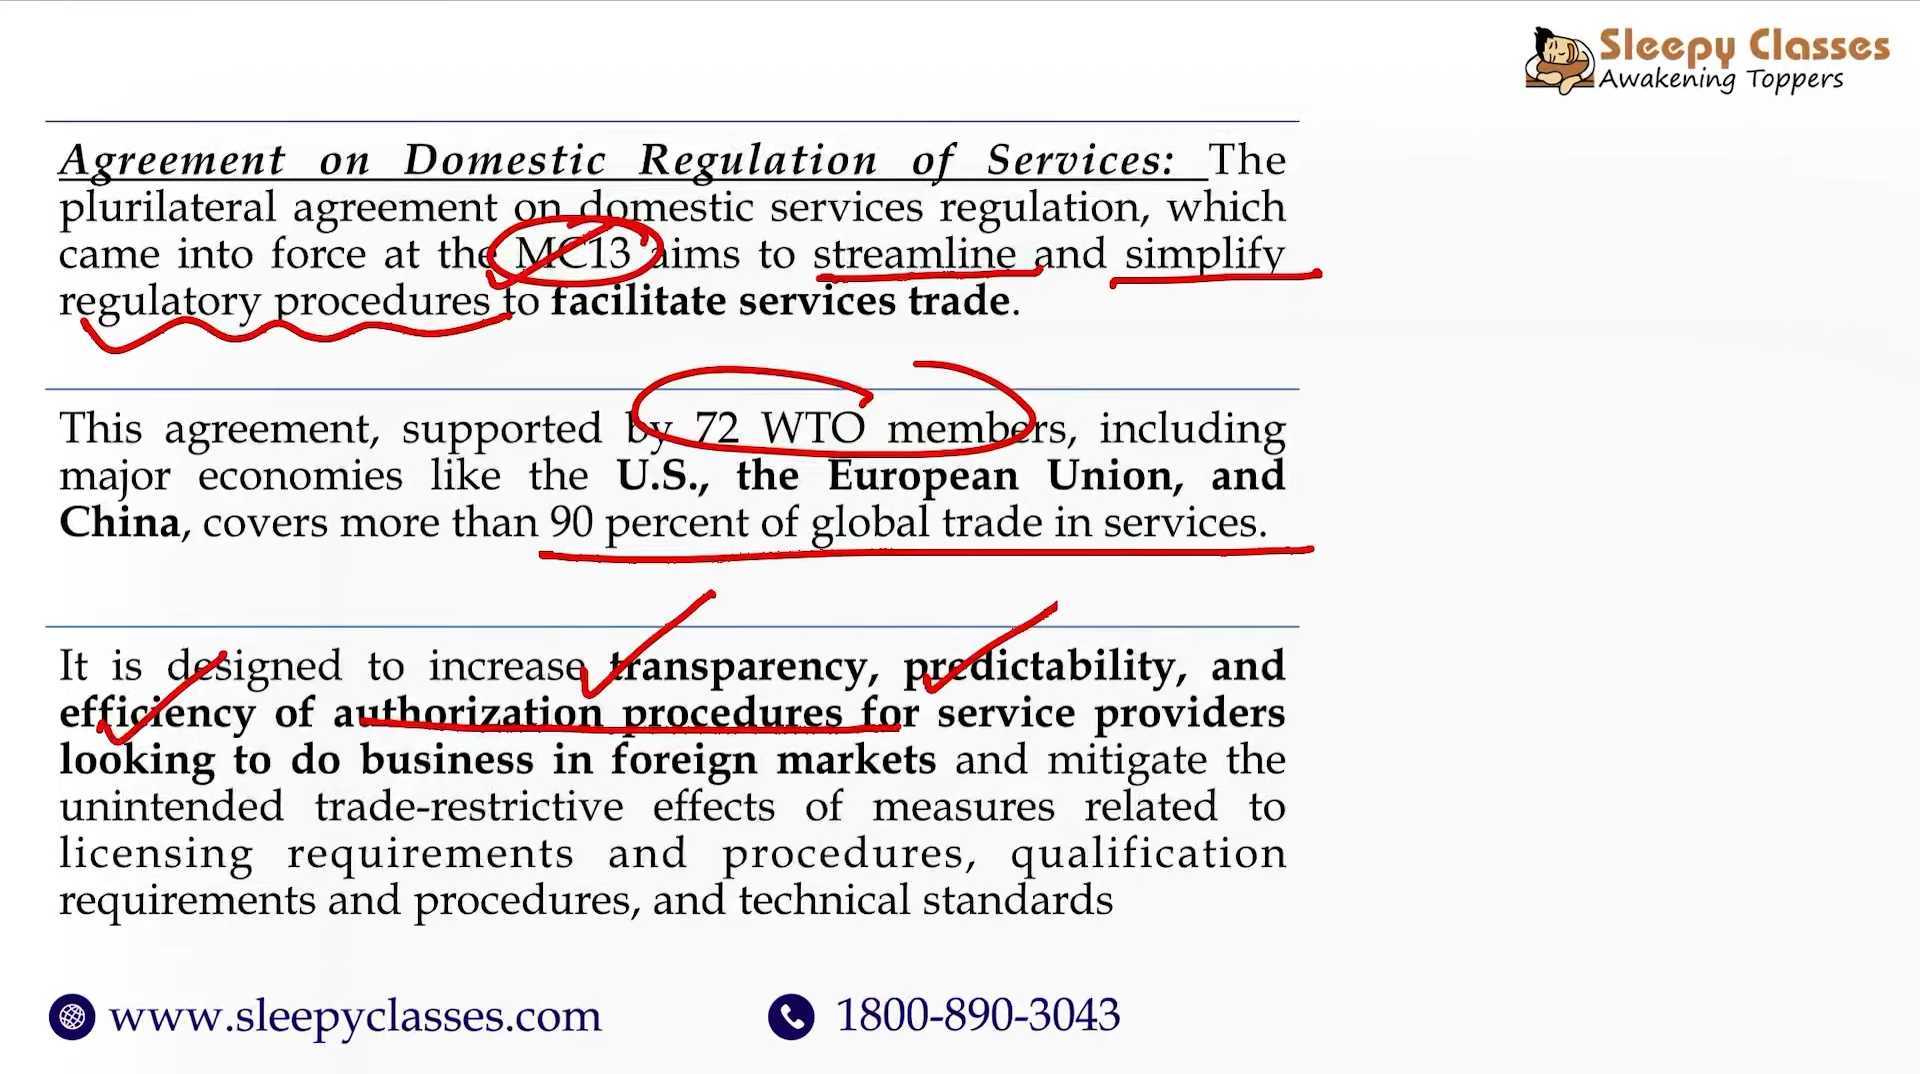 Sleepy Classes
Awakening Toppers
Agreement on Domestic Regulation of Services: The
plurilateral agreement on domestic services regulation, which
came into force at the MC13 aims to streamline and simplify
regulatory procedures to facilitate services trade.
This agreement, supported by 72 WTO members, including
major economies like the U.S., the European Union, and
China, covers more than 90 percent of global trade in services.
It is designed to increase transparency, predictability, and
efficiency of authorization procedures for service providers
looking to do business in foreign markets and mitigate the
unintended trade-restrictive effects of measures related to
licensing requirements and procedures, qualification
requirements and procedures, and technical standards
www.sleepyclasses.com
1800-890-3043